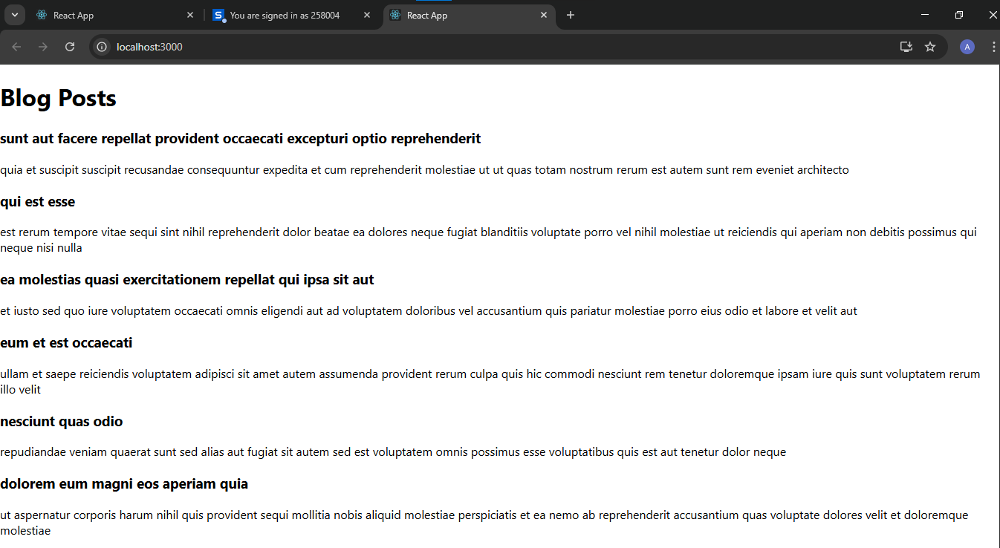 React App
You are signed in as 258004
React App
localhost:3000
A
Blog Posts
sunt aut facere repellat provident occaecati excepturi optio reprehenderit
quia et suscipit suscipit recusandae consequuntur expedita et cum reprehenderit molestiae ut ut quas totam nostrum rerum est autem sunt rem eveniet architecto
qui est esse
est rerum tempore vitae sequi sint nihil reprehenderit dolor beatae ea dolores neque fugiat blanditiis voluptate porro vel nihil molestiae ut reiciendis qui aperiam non debitis possimus qui
neque nisi nulla
ea molestias quasi exercitationem repellat qui ipsa sit aut
et iusto sed quo iure voluptatem occaecati omnis eligendi aut ad voluptatem doloribus vel accusantium quis pariatur molestiae porro eius odio et labore et velit aut
eum et est occaecati
ullam et saepe reiciendis voluptatem adipisci sit amet autem assumenda provident rerum culpa quis hic commodi nesciunt rem tenetur doloremque ipsam iure quis sunt voluptatem rerum
illo velit
nesciunt quas odio
repudiandae veniam quaerat sunt sed alias aut fugiat sit autem sed est voluptatem omnis possimus esse voluptatibus quis est aut tenetur dolor neque
dolorem eum magni eos aperiam quia
ut aspernatur corporis harum nihil quis provident sequi mollitia nobis aliquid molestiae perspiciatis et ea nemo ab reprehenderit accusantium quas voluptate dolores velit et doloremque
molestiae